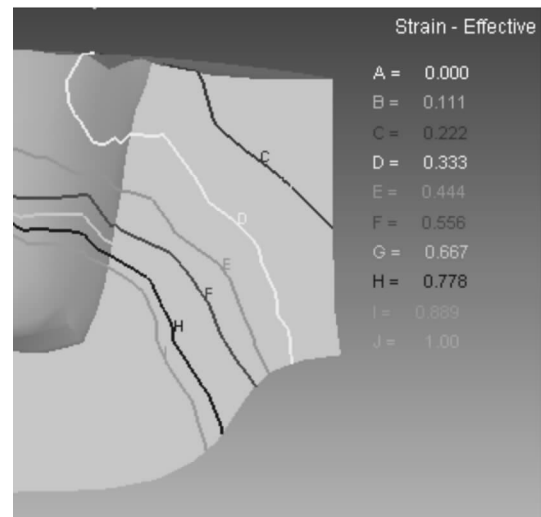 Strain - Effective
A = 0.000
B = 0.111
C = 0.222
D = 0.333
E = 0.444
F = 0.556
G = 0.667
H = 0.778
I = 0.889
J = 1.00
C
D
E
F
H
I